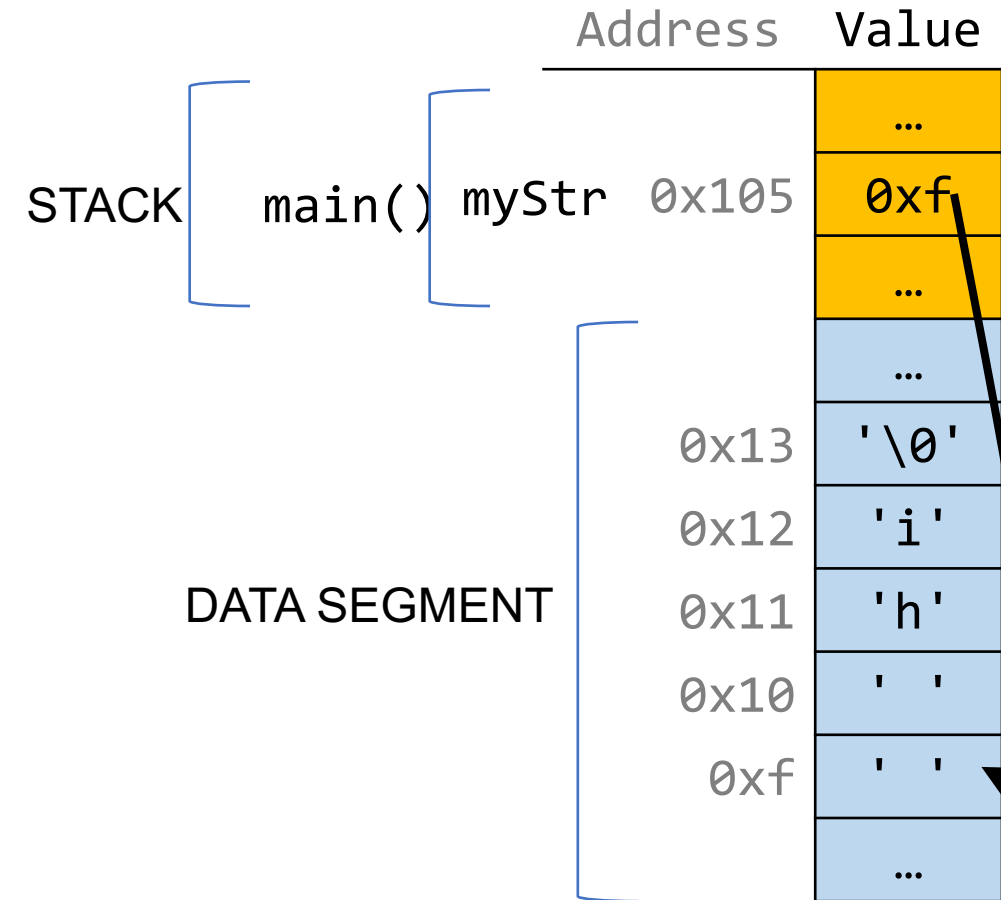 Address Value
…
STACK main() myStr 0x105 0xf
…
…
0x13 '\0'
0x12 'i'
DATA SEGMENT 0x11 'h'
0x10 ' '
0xf ' '
…